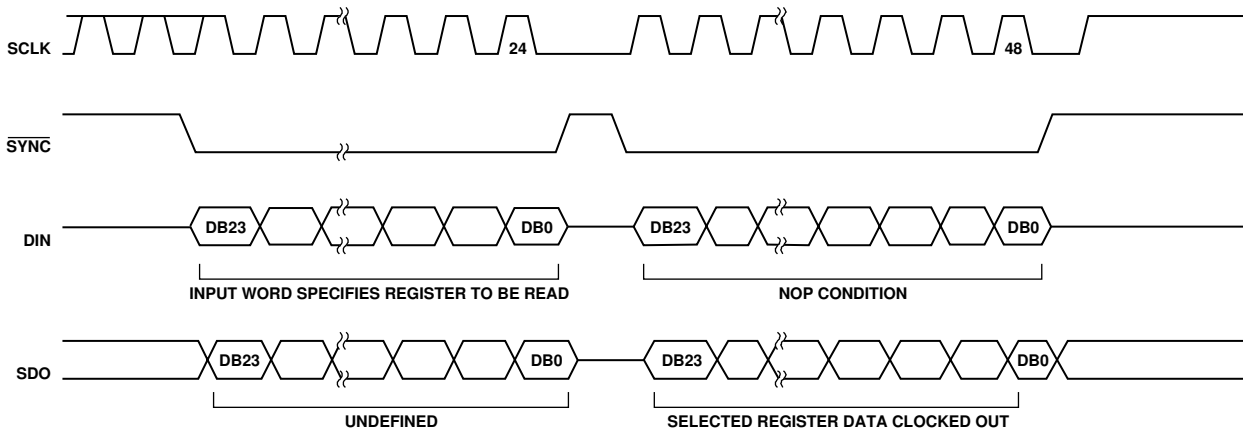 SCLK
24
48
SYNC
DIN
DB23
DB0
DB23
DB0
INPUT WORD SPECIFIES REGISTER TO BE READ
NOP CONDITION
SDO
DB23
DB0
DB23
DB0
UNDEFINED
SELECTED REGISTER DATA CLOCKED OUT